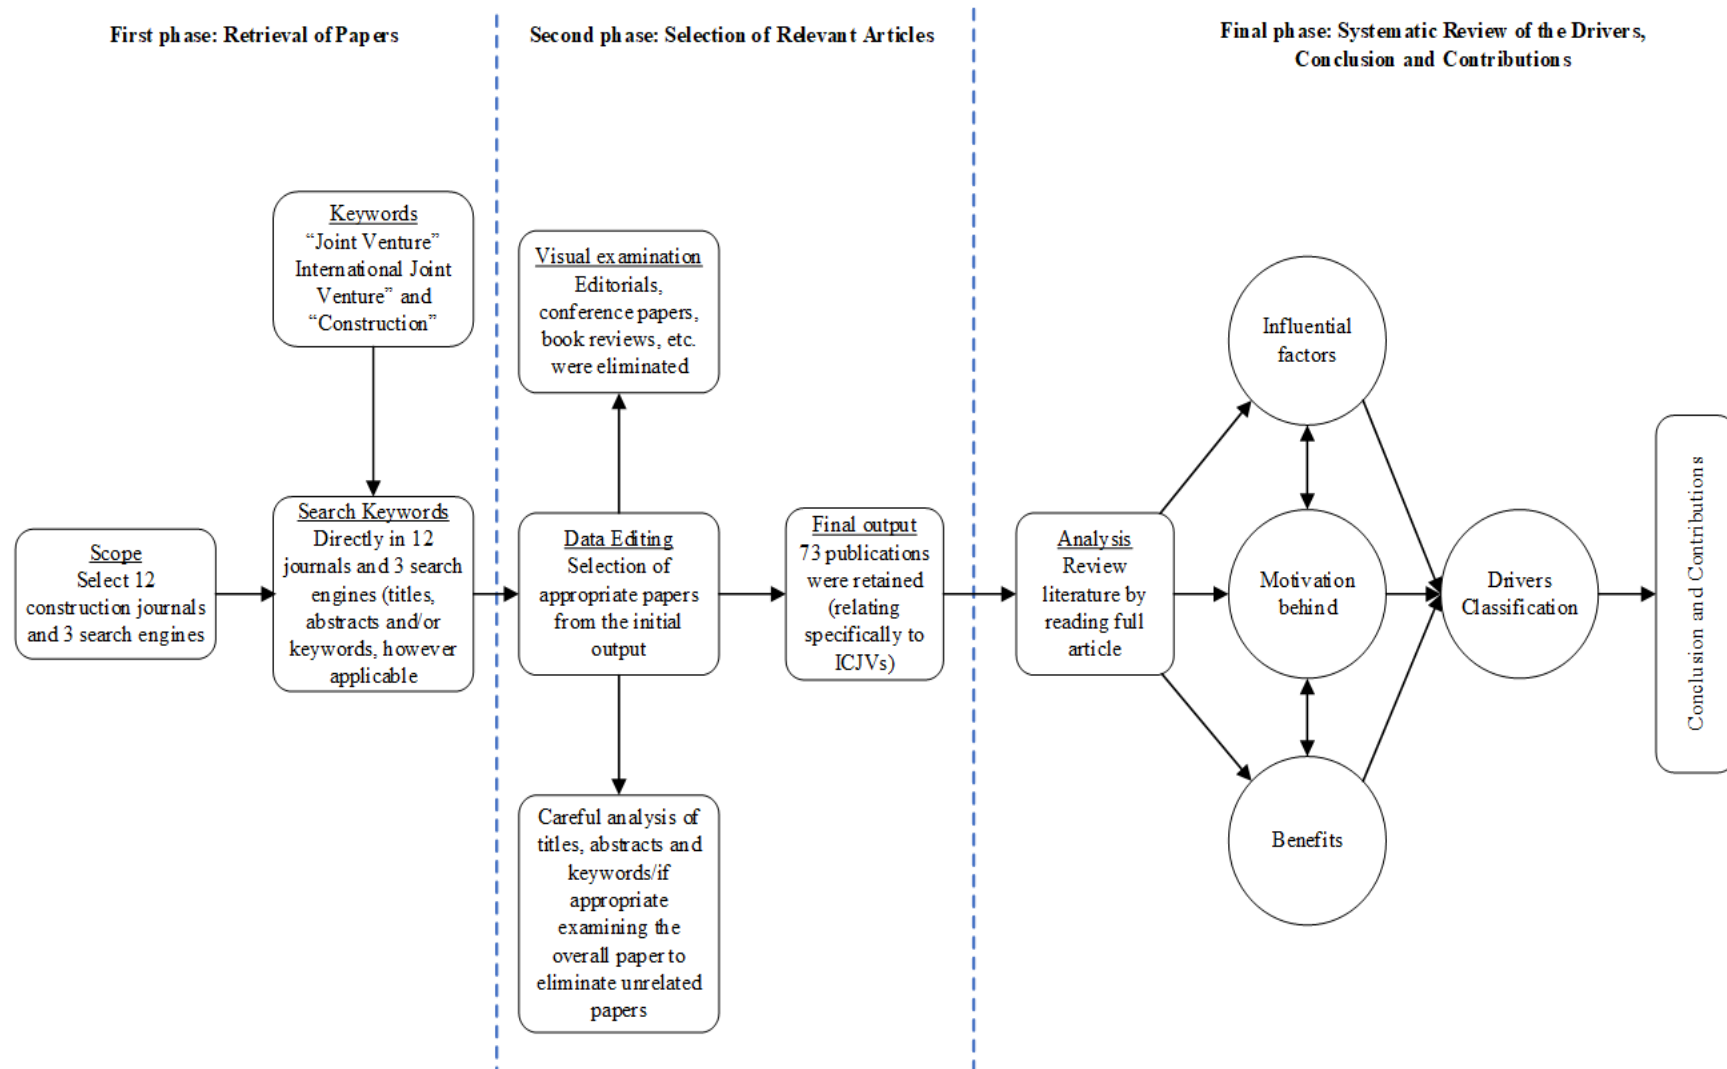 First phase: Retrieval of Papers
Second phase: Selection of Relevant Articles
Final phase: Systematic Review of the Drivers,
Conclusion and Contributions
Keywords
“Joint Venture”
International Joint
Venture” and
“Construction”
Scope
Select 12
construction journals
and 3 search engines
Search Keywords
Directly in 12
journals and 3 search
engines (titles,
abstracts and/or
keywords, however
applicable
Visual examination
Editorials,
conference papers,
book reviews, etc.
were eliminated
Data Editing
Selection of
appropriate papers
from the initial
output
Careful analysis of
titles, abstracts and
keywords/if
appropriate
examining the
overall paper to
eliminate unrelated
papers
Final output
73 publications
were retained
(relating
specifically to
ICJVs)
Analysis
Review
literature by
reading full
article
Influential
factors
Motivation
behind
Benefits
Drivers
Classification
Conclusion and Contributions